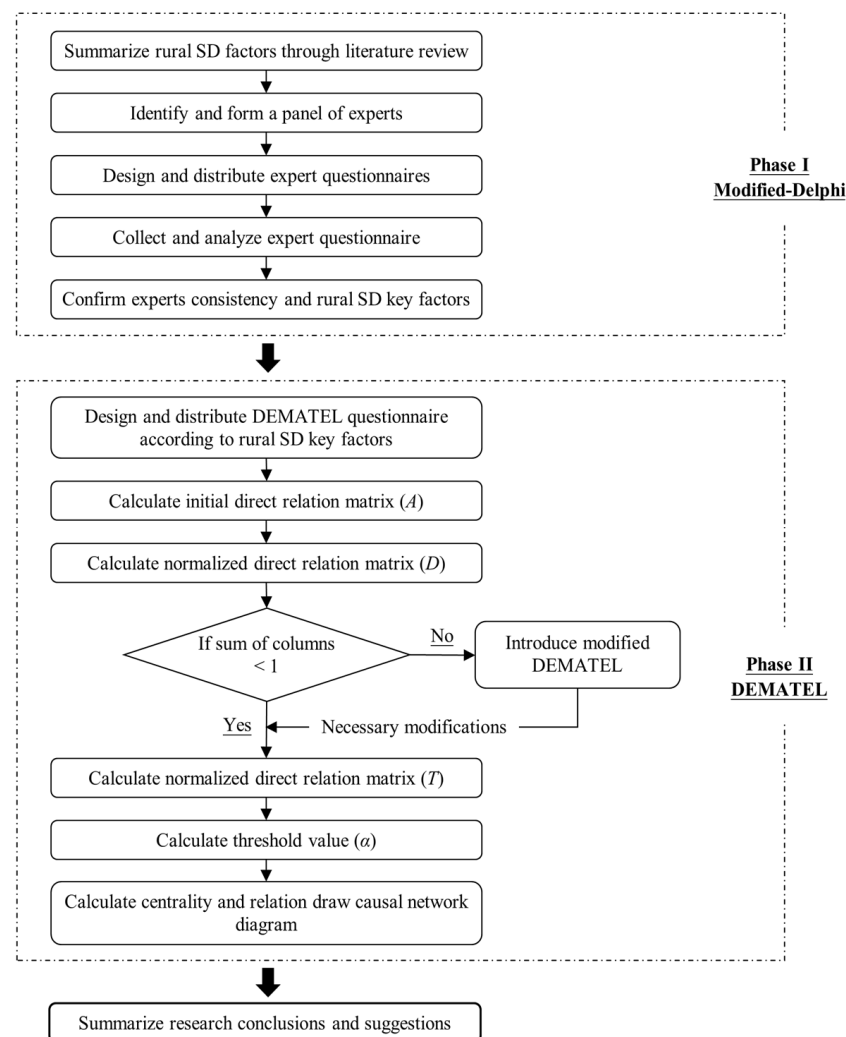 Summarize rural SD factors through literature review
Identify and form a panel of experts
Design and distribute expert questionnaires
Collect and analyze expert questionnaire
Confirm experts consistency and rural SD key factors
Phase I
Modified-Delphi
Design and distribute DEMATEL questionnaire
according to rural SD key factors
Calculate initial direct relation matrix (A)
Calculate normalized direct relation matrix (D)
If sum of columns
< 1
No
Introduce modified
DEMATEL
Yes
Necessary modifications
Phase II
DEMATEL
Calculate normalized direct relation matrix (T)
Calculate threshold value (α)
Calculate centrality and relation draw causal network
diagram
Summarize research conclusions and suggestions